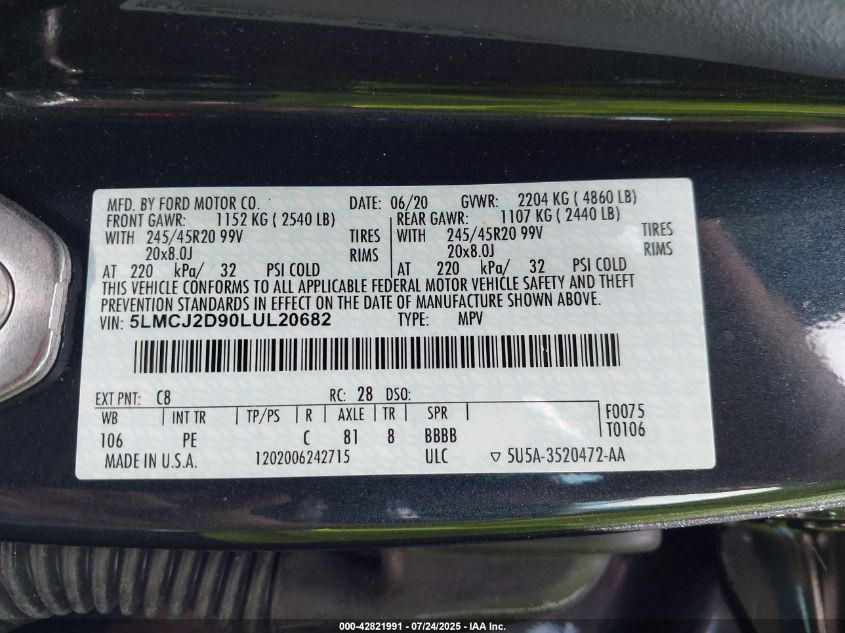 MFD. BY FORD MOTOR CO. DATE: 06/20 GVWR: 2204 KG ( 4860 LB)
FRONT GAWR: 1152 KG ( 2540 LB) REAR GAWR: 1107 KG ( 2440 LB)
WITH 245/45R20 99V TIRES WITH 245/45R20 99V TIRES
20x8.0J RIMS 20x8.0J RIMS
AT 220 kPa/ 32 PSI COLD AT 220 kPa/ 32 PSI COLD
THIS VEHICLE CONFORMS TO ALL APPLICABLE FEDERAL MOTOR VEHICLE SAFETY AND THEFT
PREVENTION STANDARDS IN EFFECT ON THE DATE OF MANUFACTURE SHOWN ABOVE.
VIN: 5LMCJ2D90LUL20682 TYPE: MPV
EXT PNT: C8 RC: 28 DSO:
WB INT TR TP/PS R AXLE TR SPR F0075
106 PE C 81 8 BBBB T0106
MADE IN U.S.A. 1202006242715 ULC ▽ 5U5A-3520472-AA
000-42821991 - 07/24/2025 - IAA Inc.